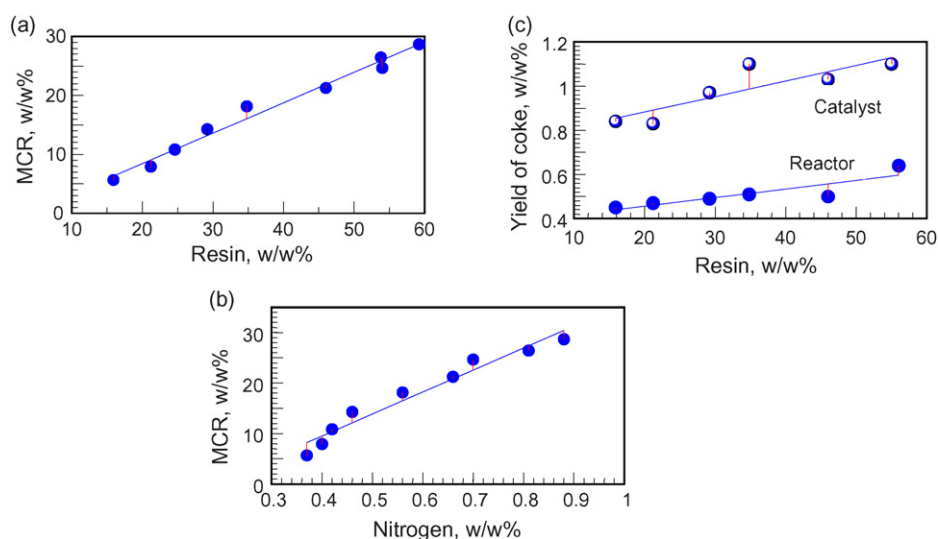 (a)
30
20
10
0
MCR, w/w%
10 20 30 40 50 60
Resin, w/w%
(c)
1.2
1
0.8
0.6
0.4
Yield of coke, w/w%
Catalyst
Reactor
10 20 30 40 50 60
Resin, w/w%
(b)
30
20
10
0
MCR, w/w%
0.3 0.4 0.5 0.6 0.7 0.8 0.9 1
Nitrogen, w/w%